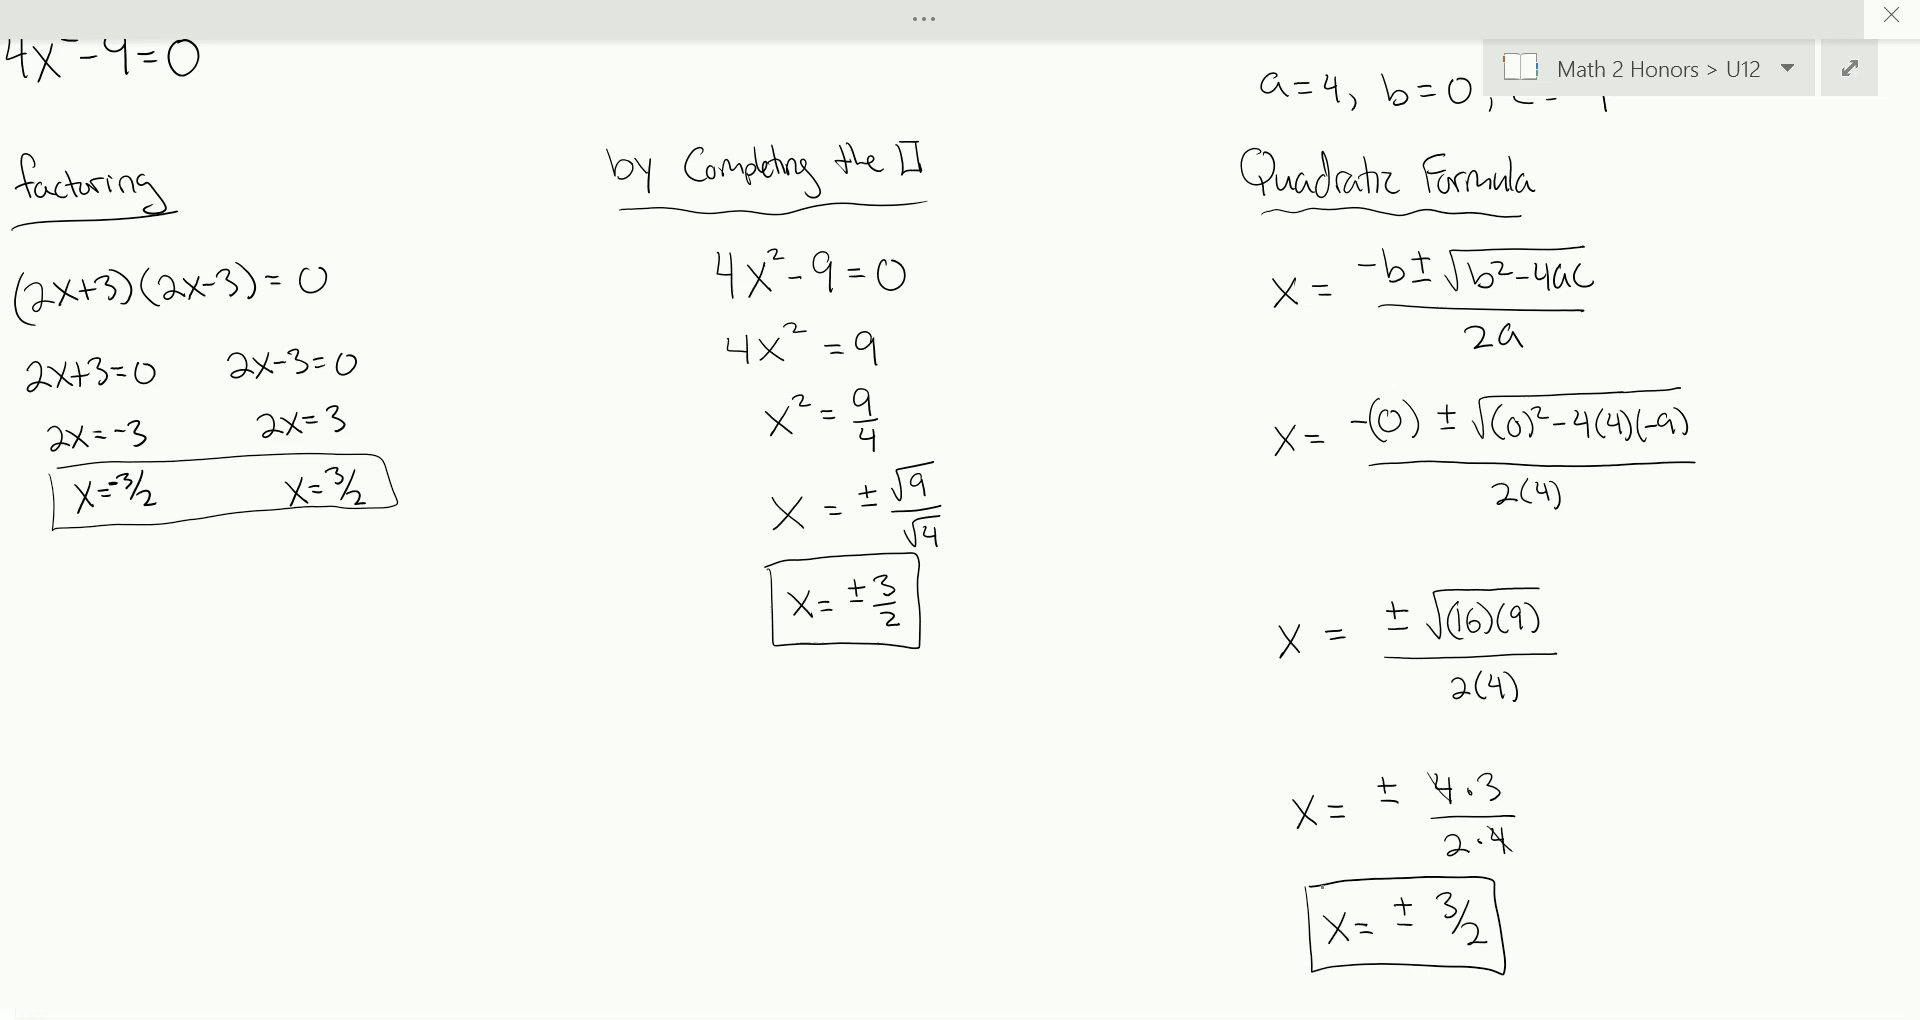 ...
Math 2 Honors > U12
4x² - 9 = 0
a = 4, b = 0, c = -9
factoring
(2x+3)(2x-3) = 0
2x+3=0 2x-3=0
2x=-3 2x=3
x=-3/2 x=3/2
by Completing the □
4x² - 9 = 0
4x² = 9
x² = 9/4
x = ± √9/√4
x = ± 3/2
Quadratic Formula
x = (-b ± √(b²-4ac))/(2a)
x = (-(0) ± √((0)²-4(4)(-9)))/(2(4))
x = (± √((16)(9)))/(2(4))
x = ± (4·3)/(2·4)
x = ± 3/2